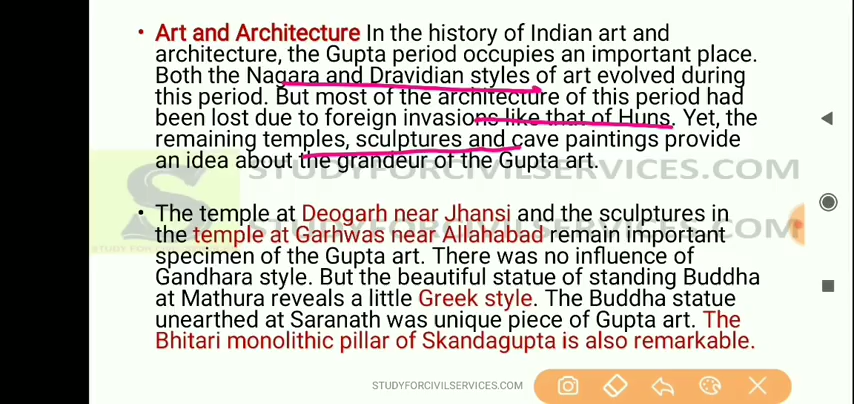 • Art and Architecture In the history of Indian art and
architecture, the Gupta period occupies an important place.
Both the Nagara and Dravidian styles of art evolved during
this period. But most of the architecture of this period had
been lost due to foreign invasions like that of Huns. Yet, the
remaining temples, sculptures and cave paintings provide
an idea about the grandeur of the Gupta art.
STUDYFORCIVILSERVICES.COM
• The temple at Deogarh near Jhansi and the sculptures in
the temple at Garhwas near Allahabad remain important
specimen of the Gupta art. There was no influence of
Gandhara style. But the beautiful statue of standing Buddha
at Mathura reveals a little Greek style. The Buddha statue
unearthed at Saranath was unique piece of Gupta art. The
Bhitari monolithic pillar of Skandagupta is also remarkable.
STUDYFORCIVILSERVICES.COM